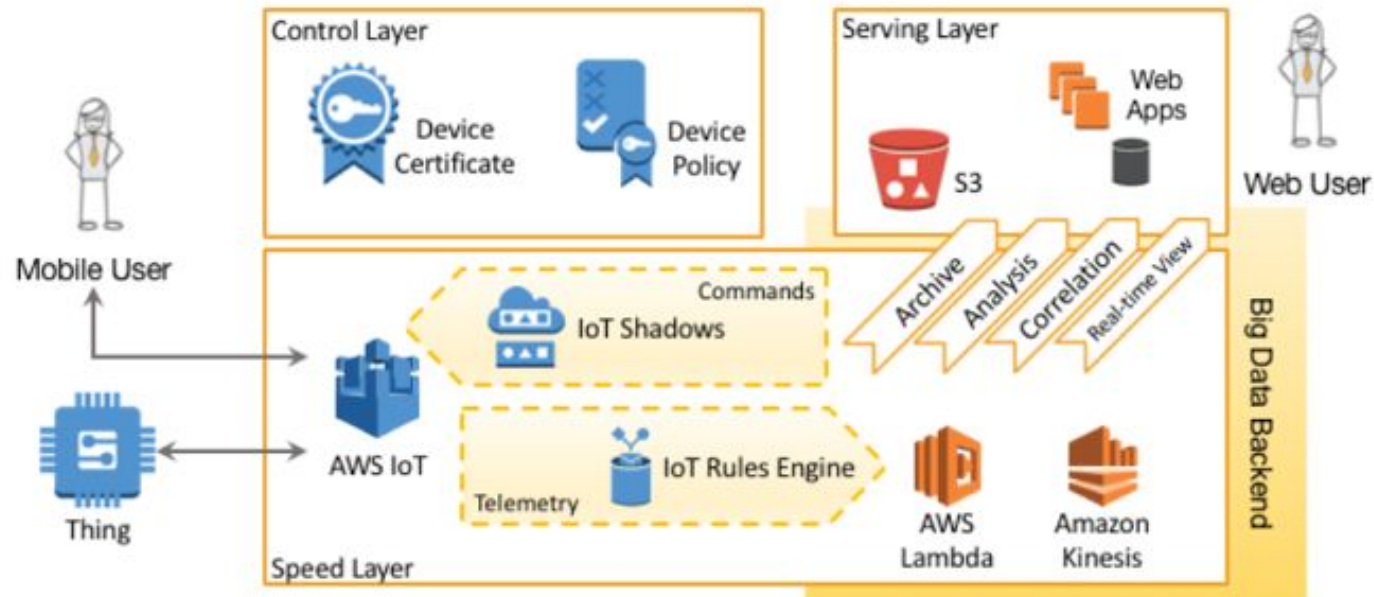 Control Layer
Device
Certificate
Device
Policy
Serving Layer
Web
Apps
S3
Web User
Mobile User
Commands
IoT Shadows
Archive
Analysis
Correlation
Real-time View
Big Data Backend
AWS IoT
IoT Rules Engine
Telemetry
Thing
AWS
Lambda
Amazon
Kinesis
Speed Layer